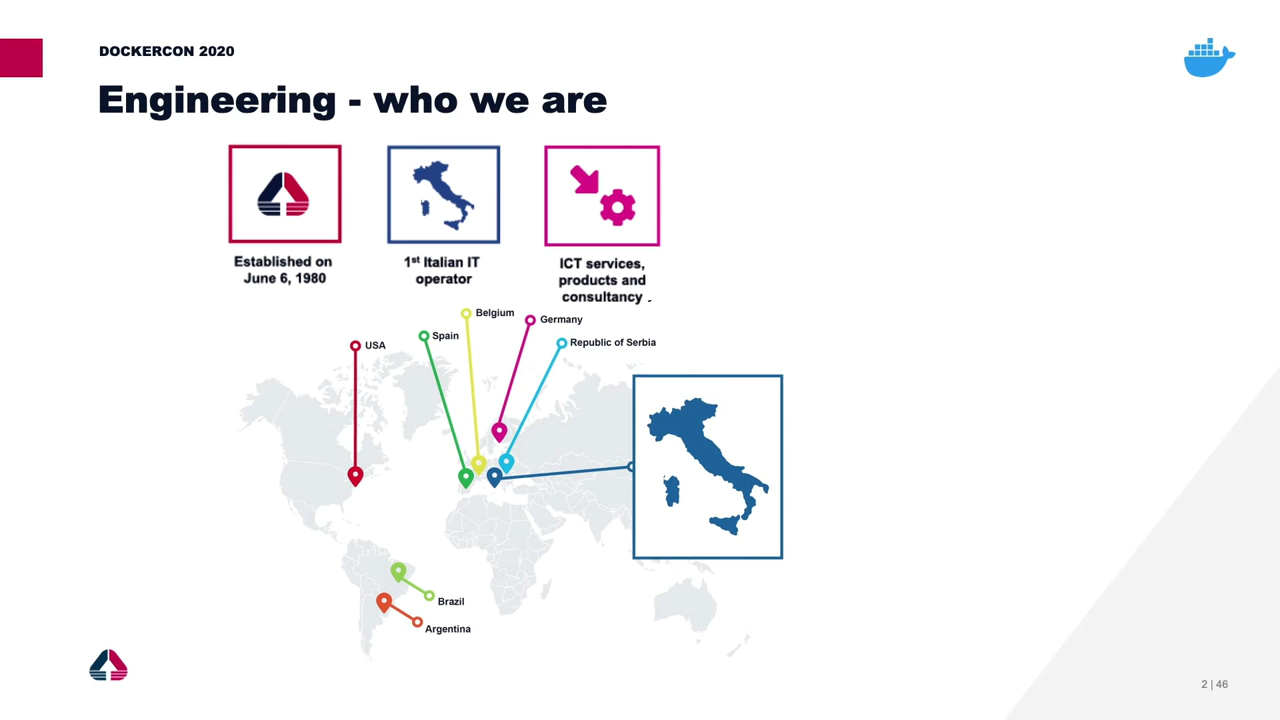 DOCKERCON 2020
Engineering - who we are
Established on
June 6, 1980
1st Italian IT
operator
ICT services,
products and
consultancy .
Belgium
Germany
Spain
Republic of Serbia
USA
Brazil
Argentina
2 | 46